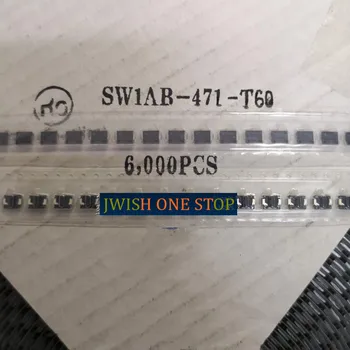 SW1AB-471-T60
6,000PCS
JWISH ONE STOP